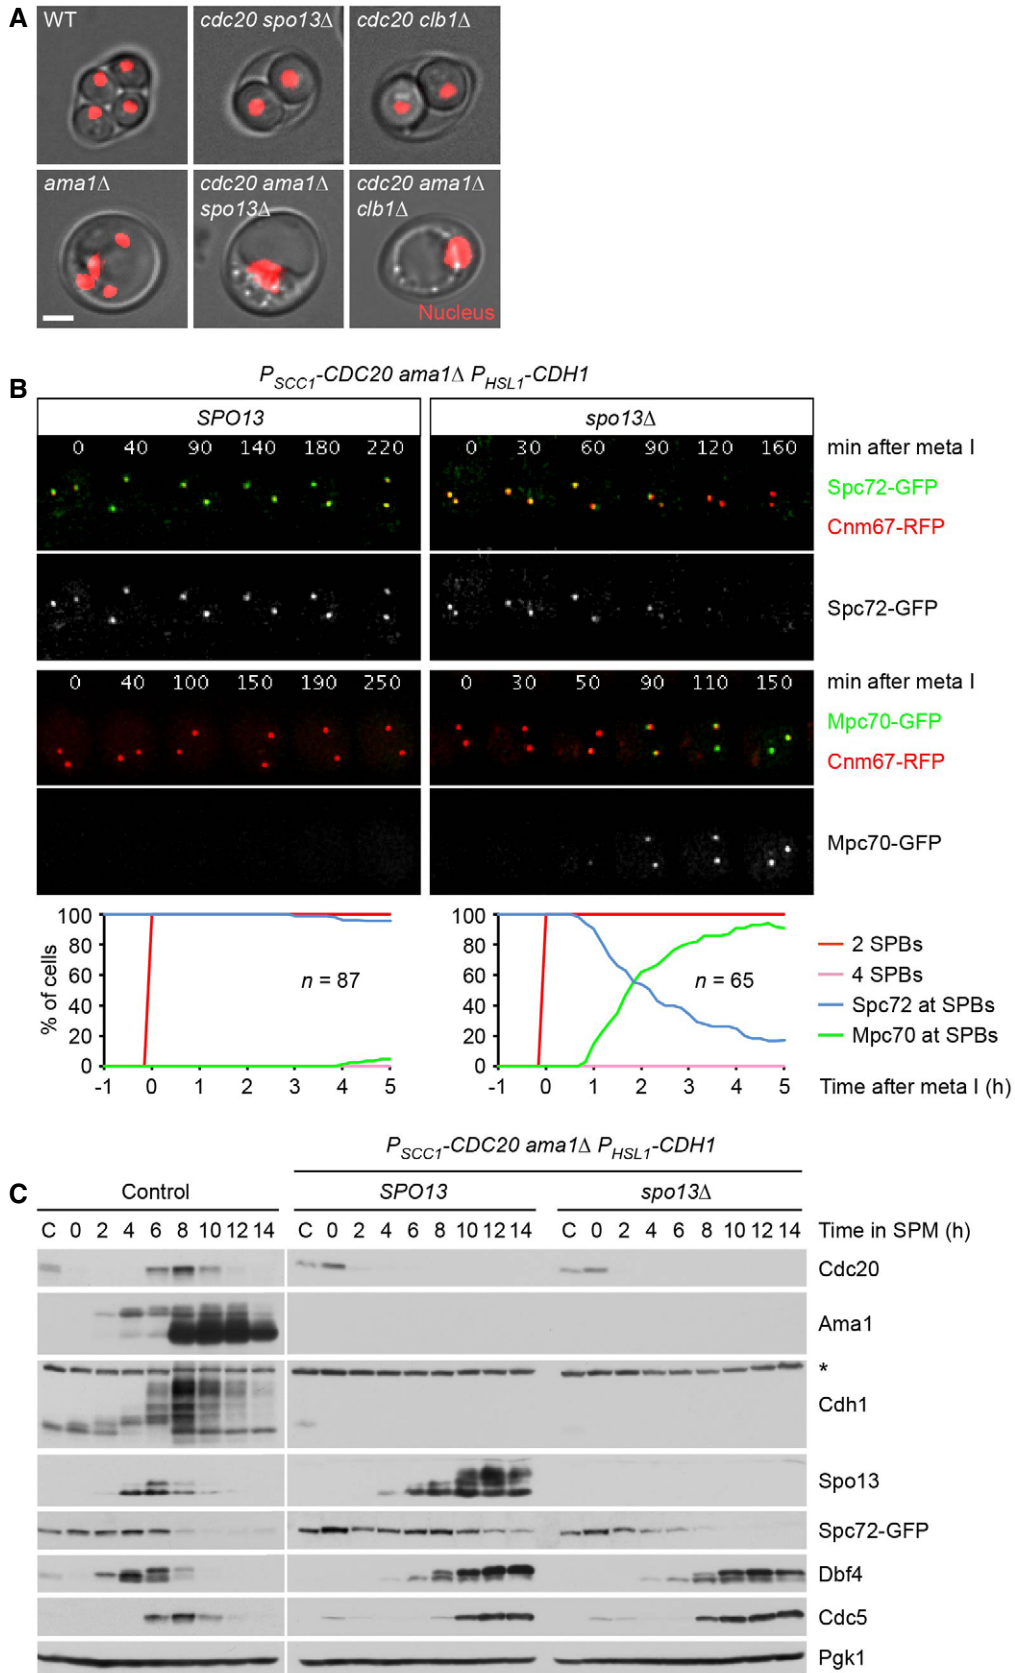 A
WT
cdc20 spo13Δ
cdc20 clb1Δ
ama1Δ
cdc20 ama1Δ
spo13Δ
cdc20 ama1Δ
clb1Δ
Nucleus
B
P_SCC1-CDC20 ama1Δ P_HSL1-CDH1
SPO13
spo13Δ
0 40 90 140 180 220
0 30 60 90 120 160
min after meta I
Spc72-GFP
Cnm67-RFP
Spc72-GFP
0 40 100 150 190 250
0 30 50 90 110 150
min after meta I
Mpc70-GFP
Cnm67-RFP
Mpc70-GFP
% of cells
100
80
60
40
20
0
-1 0 1 2 3 4 5
n = 87
100
80
60
40
20
0
-1 0 1 2 3 4 5
n = 65
2 SPBs
4 SPBs
Spc72 at SPBs
Mpc70 at SPBs
Time after meta I (h)
P_SCC1-CDC20 ama1Δ P_HSL1-CDH1
C
Control
SPO13
spo13Δ
C 0 2 4 6 8 10 12 14
C 0 2 4 6 8 10 12 14
C 0 2 4 6 8 10 12 14
Time in SPM (h)
Cdc20
Ama1
*
Cdh1
Spo13
Spc72-GFP
Dbf4
Cdc5
Pgk1